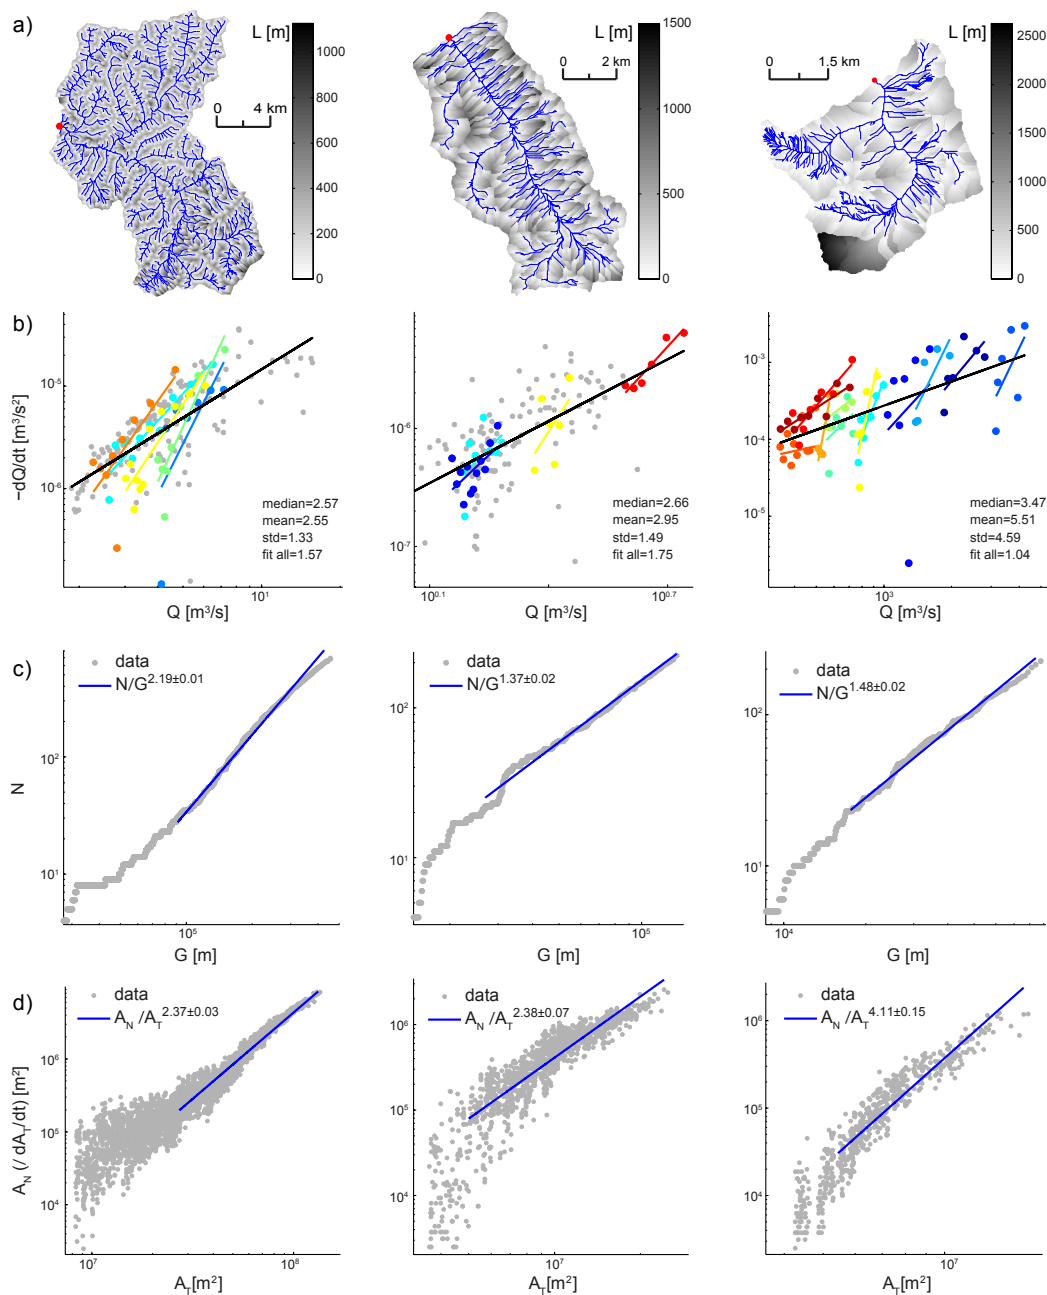 a)
L [m]
1000
800
600
400
200
0
0 4 km
L [m]
1500
1000
500
0
0 2 km
L [m]
2500
2000
1500
1000
500
0
0 1.5 km
b)
−dQ/dt [m³/s²]
10⁻⁵
10⁻⁶
median=2.57
mean=2.55
std=1.33
fit all=1.57
10¹
Q [m³/s]
10⁻⁶
10⁻⁷
median=2.66
mean=2.95
std=1.49
fit all=1.75
10⁰·¹ 10⁰·⁷
Q [m³/s]
10⁻³
10⁻⁴
10⁻⁵
median=3.47
mean=5.51
std=4.59
fit all=1.04
10³
Q [m³/s]
c)
N
data
N/G^2.19±0.01
10²
10¹
10⁵
G [m]
data
N/G^1.37±0.02
10²
10¹
10⁵
G [m]
data
N/G^1.48±0.02
10²
10¹
10⁴
G [m]
d)
A_N (/ dA_T/dt) [m²]
data
A_N /A_T^2.37±0.03
10⁶
10⁵
10⁴
10⁷ 10⁸
A_T[m²]
data
A_N /A_T^2.38±0.07
10⁶
10⁵
10⁴
10⁷
A_T[m²]
data
A_N /A_T^4.11±0.15
10⁶
10⁵
10⁴
10⁷
A_T[m²]